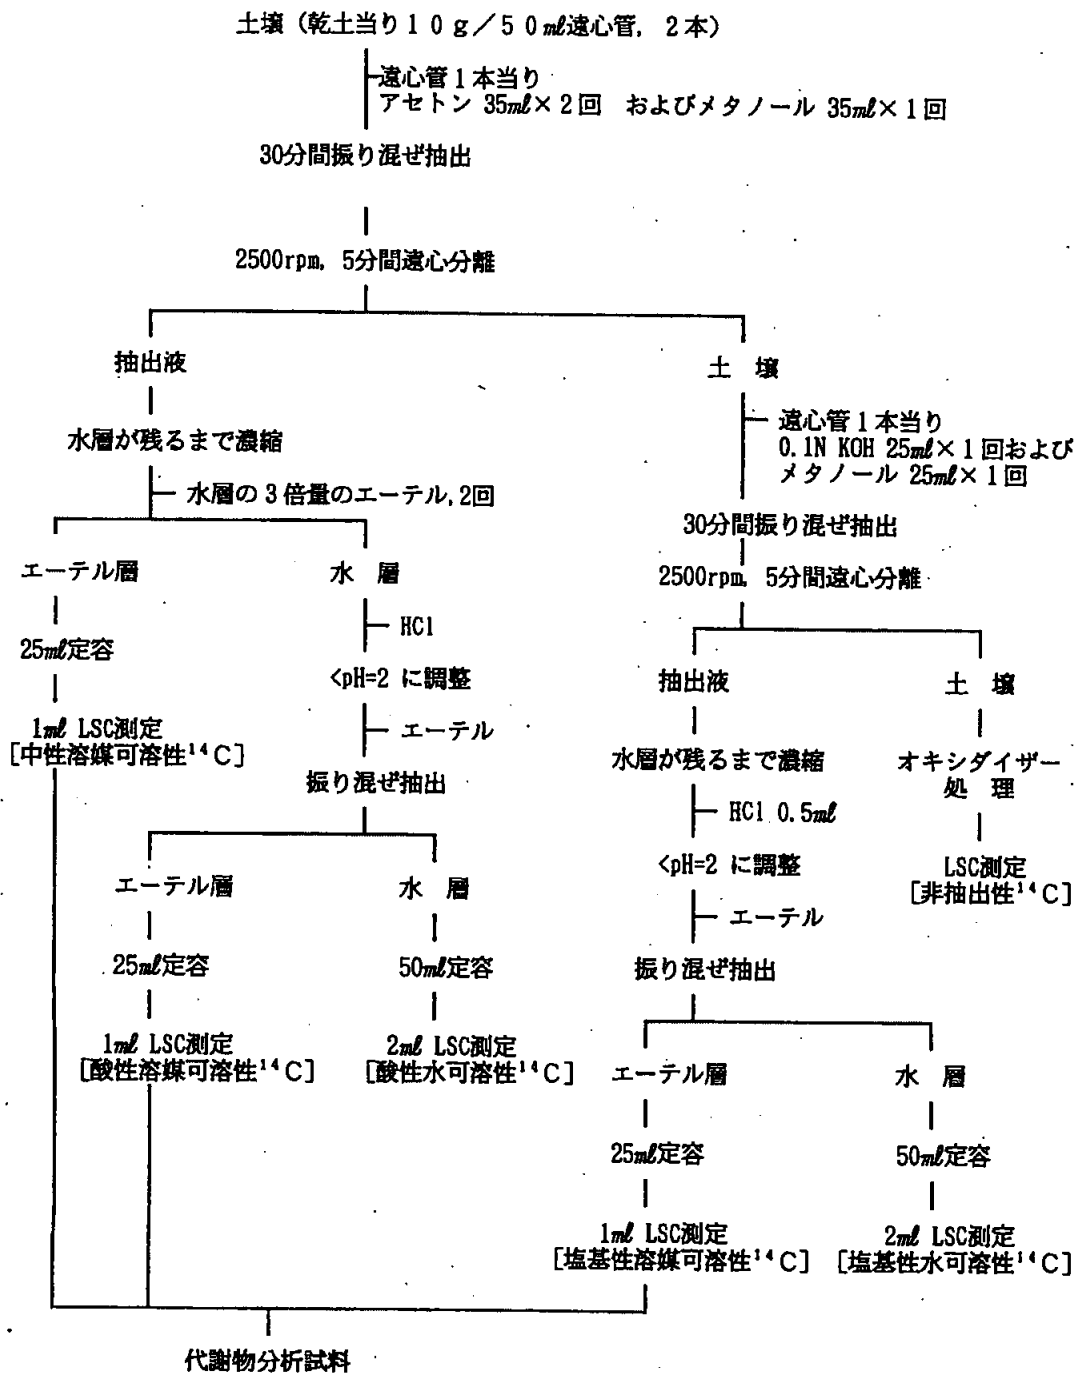 土壌（乾土当り１０ｇ／５０㎖遠心管，２本）
遠心管１本当り
アセトン 35㎖×２回　およびメタノール 35㎖×１回
30分間振り混ぜ抽出
2500rpm, 5分間遠心分離
抽出液
水層が残るまで濃縮
水層の３倍量のエーテル, 2回
エーテル層
25㎖定容
1㎖ LSC測定
[中性溶媒可溶性¹⁴C]
水　層
HCl
<pH=2 に調整
エーテル
振り混ぜ抽出
エーテル層
25㎖定容
1㎖ LSC測定
[酸性溶媒可溶性¹⁴C]
水　層
50㎖定容
2㎖ LSC測定
[酸性水可溶性¹⁴C]
土　壌
遠心管１本当り
0.1N KOH 25㎖×１回および
メタノール 25㎖×１回
30分間振り混ぜ抽出
2500rpm, 5分間遠心分離
抽出液
水層が残るまで濃縮
HCl 0.5㎖
<pH=2 に調整
エーテル
振り混ぜ抽出
エーテル層
25㎖定容
1㎖ LSC測定
[塩基性溶媒可溶性¹⁴C]
水　層
50㎖定容
2㎖ LSC測定
[塩基性水可溶性¹⁴C]
土　壌
オキシダイザー
処　理
LSC測定
[非抽出性¹⁴C]
代謝物分析試料